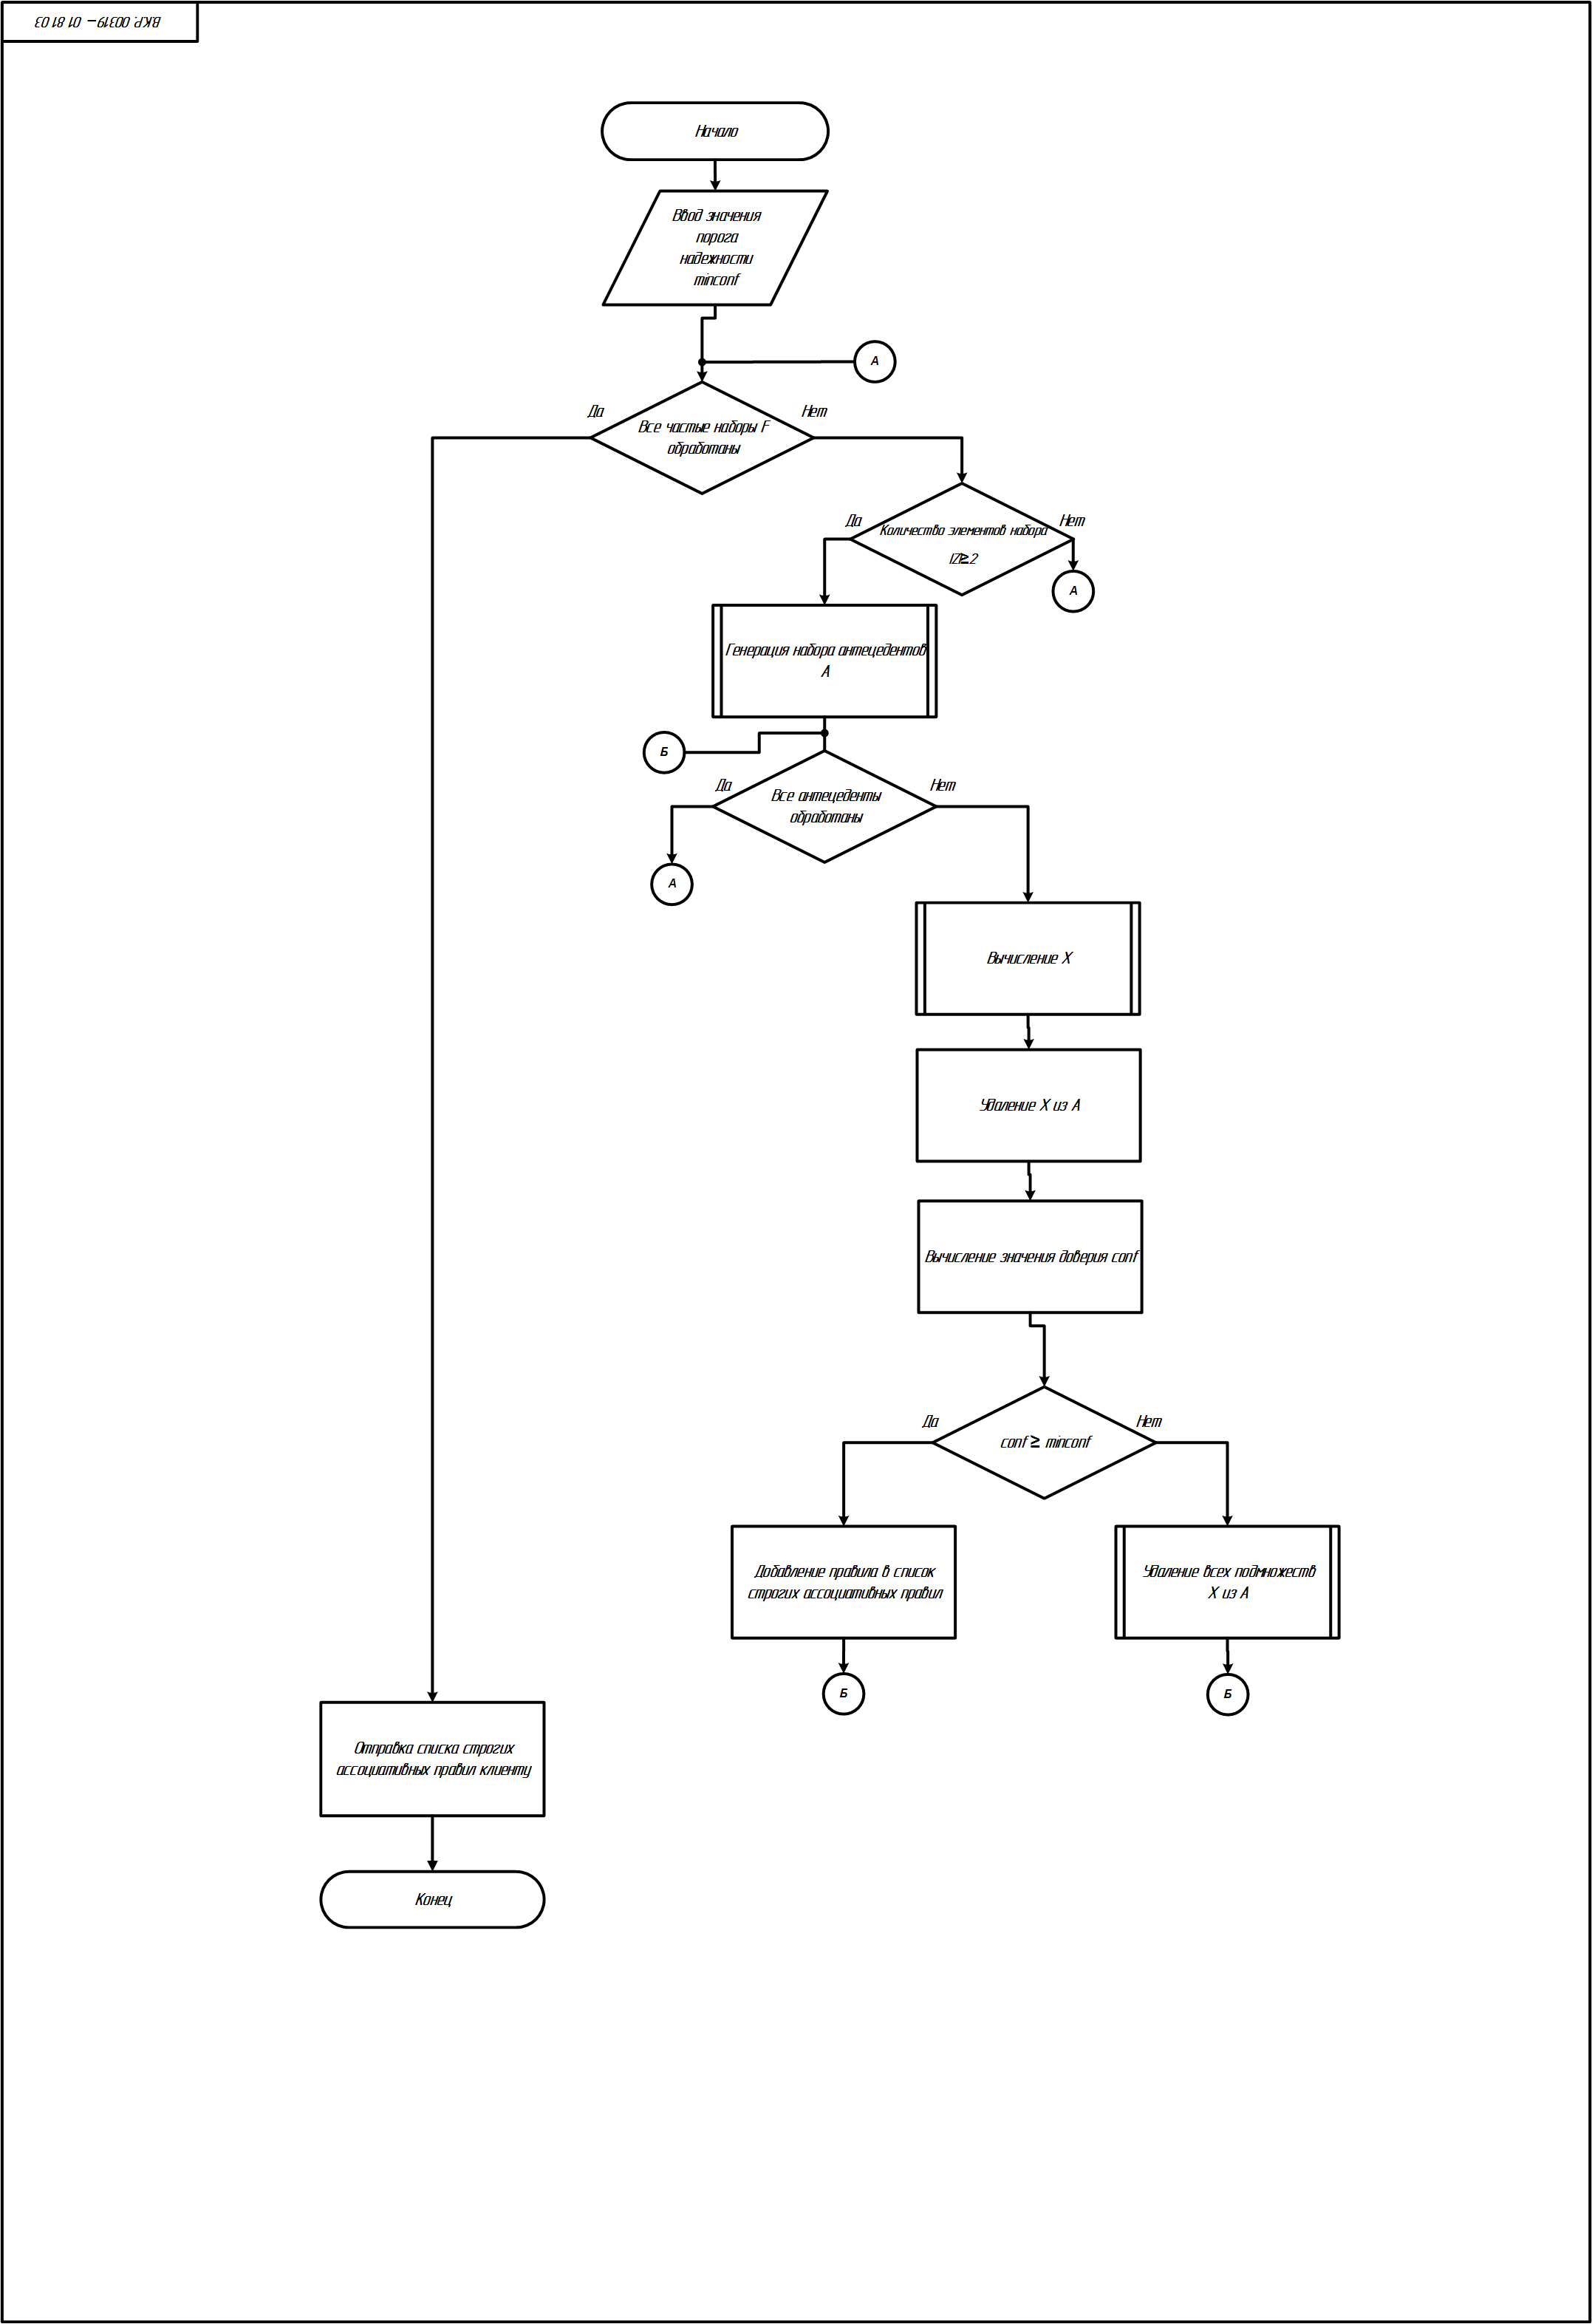 ВКР. 00319– 01 81 03
Начало
Ввод значения
порога
надежности
minconf
А
Да
Нет
Все частые наборы F
обработаны
Да
Нет
Количество элементов набора
|Z|≥2
А
Генерация набора антецедентов
А
Б
Да
Нет
Все антецеденты
обработаны
А
Вычисление X
Удаление X из А
Вычисление значения доверия conf
Да
Нет
conf ≥ minconf
Добавление правила в список
строгих ассоциативных правил
Удаление всех подмножеств
X из А
Б
Б
Отправка списка строгих
ассоциативных правил клиенту
Конец